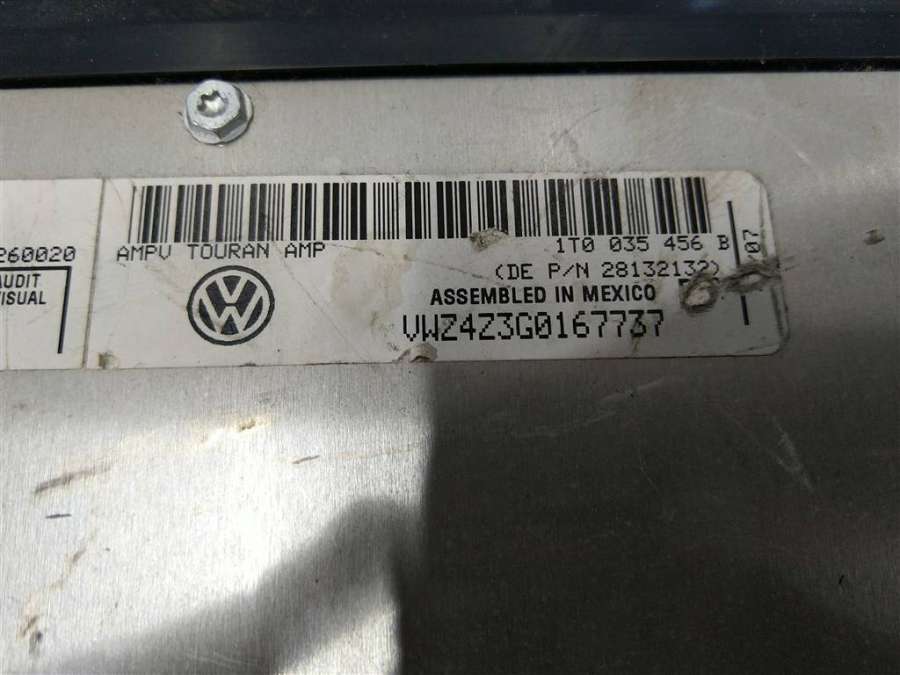 260020
AUDIT
VISUAL
AMPV TOURAN AMP
1T0 035 456 B
(DE P/N 28132132)
ASSEMBLED IN MEXICO
VWZ4Z3G0167737
/07